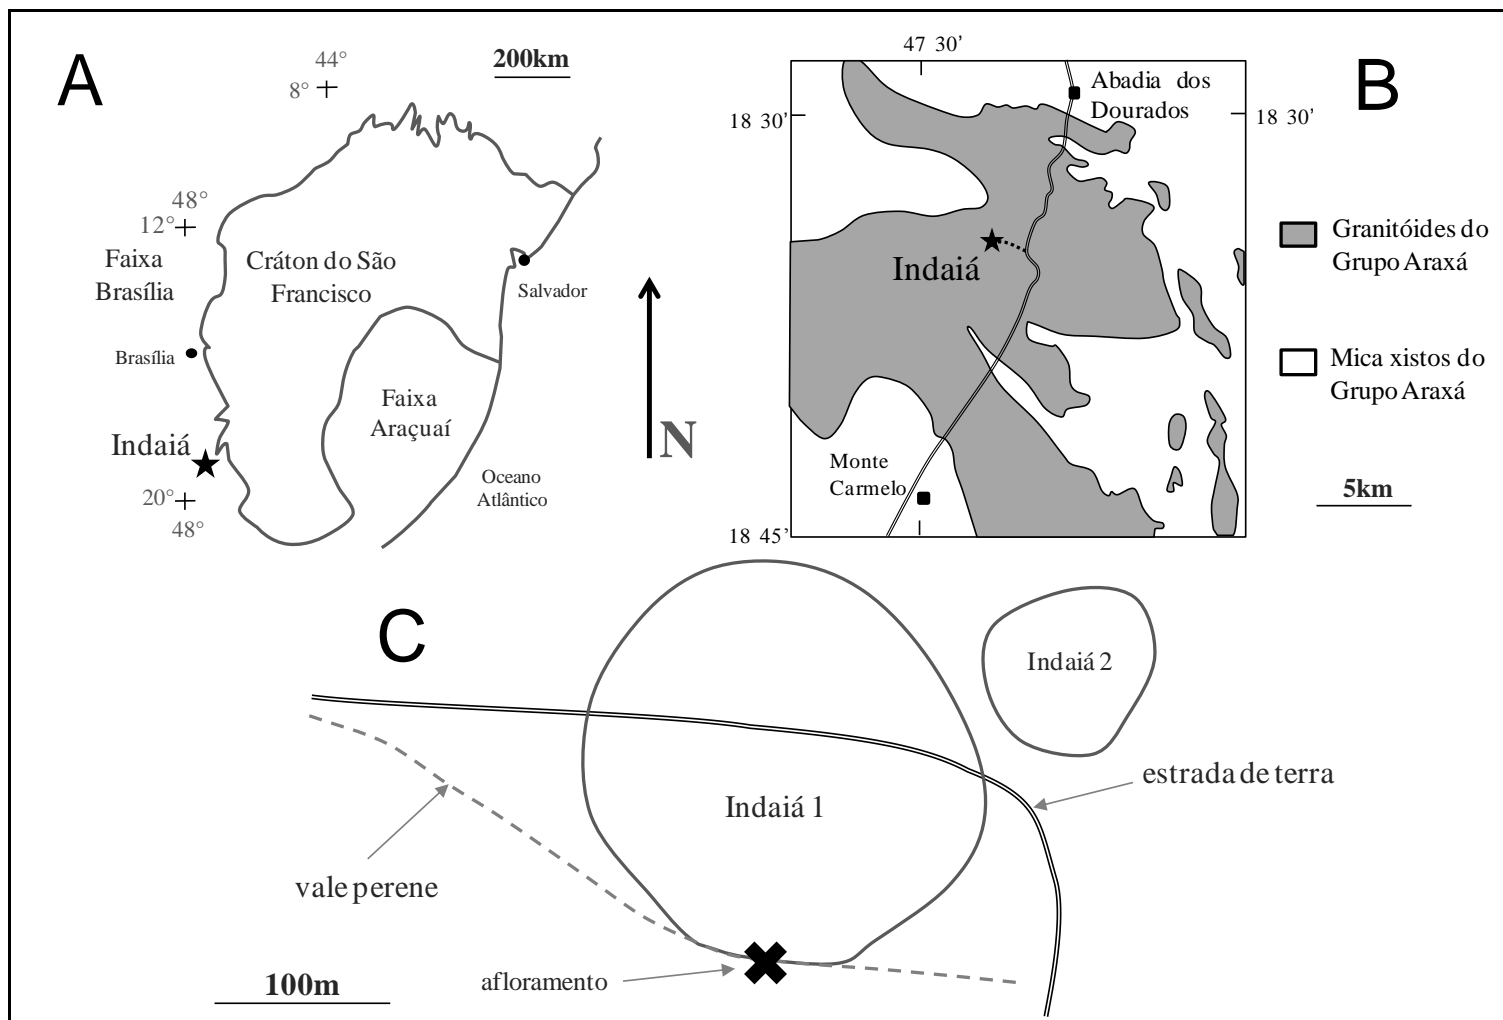 A
44°
8°
200km
48°
12°
Faixa
Brasília
Cráton do São
Francisco
Salvador
Brasília
Faixa
Araçuaí
Indaiá
N
Oceano
Atlântico
20°
48°
B
47 30’
Abadia dos
Dourados
18 30’
18 30’
Indaiá
Granitóides do
Grupo Araxá
Mica xistos do
Grupo Araxá
Monte
Carmelo
5km
18 45’
C
Indaiá 2
estrada de terra
Indaiá 1
vale perene
afloramento
100m